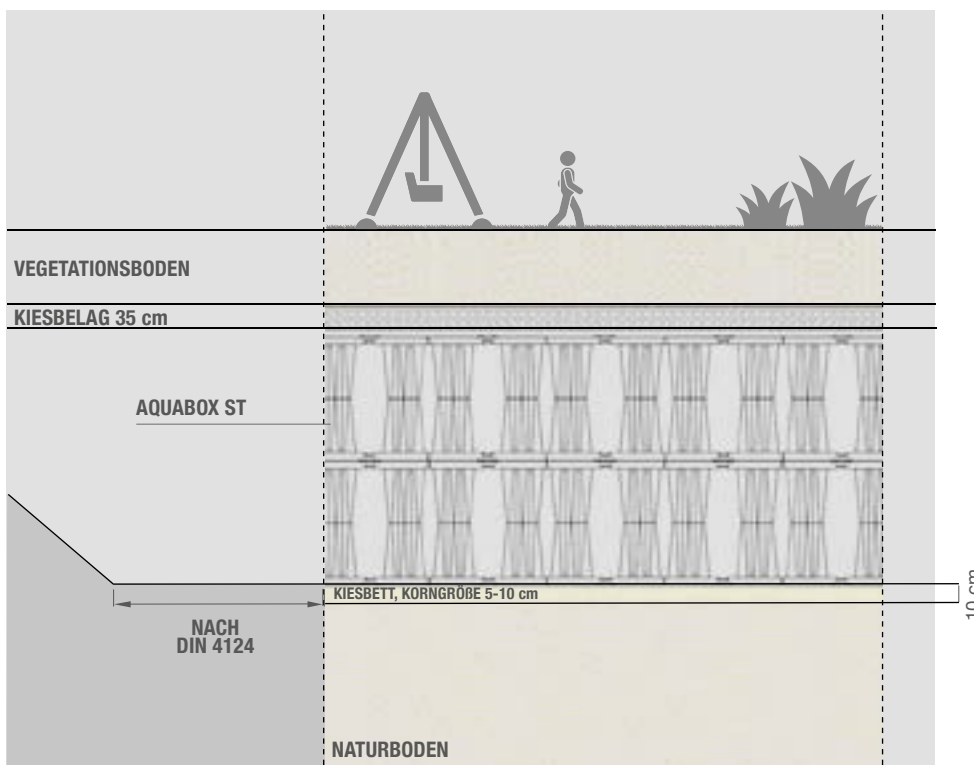 VEGETATIONSBODEN
KIESBELAG 35 cm
AQUABOX ST
KIESBETT, KORNGRÖßE 5-10 cm
10 cm
NACH
DIN 4124
NATURBODEN